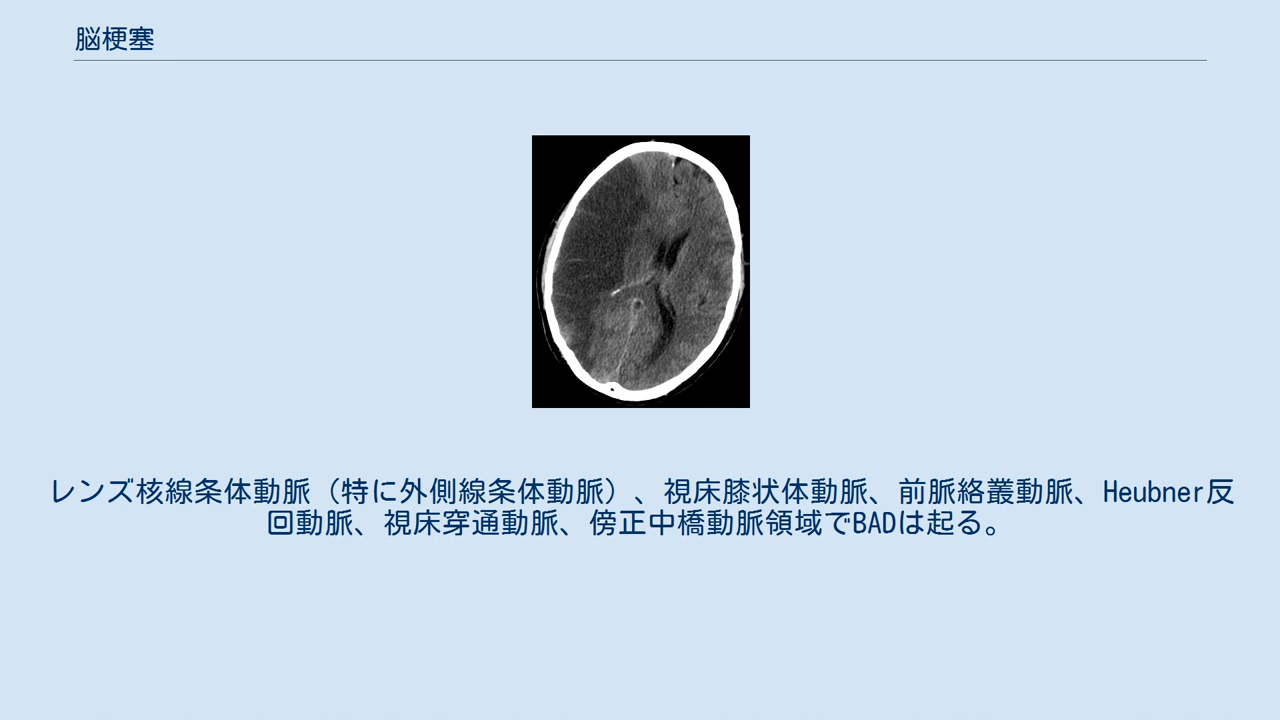 脳梗塞
レンズ核線条体動脈（特に外側線条体動脈）、視床膝状体動脈、前脈絡叢動脈、Heubner反
回動脈、視床穿通動脈、傍正中橋動脈領域でBADは起る。